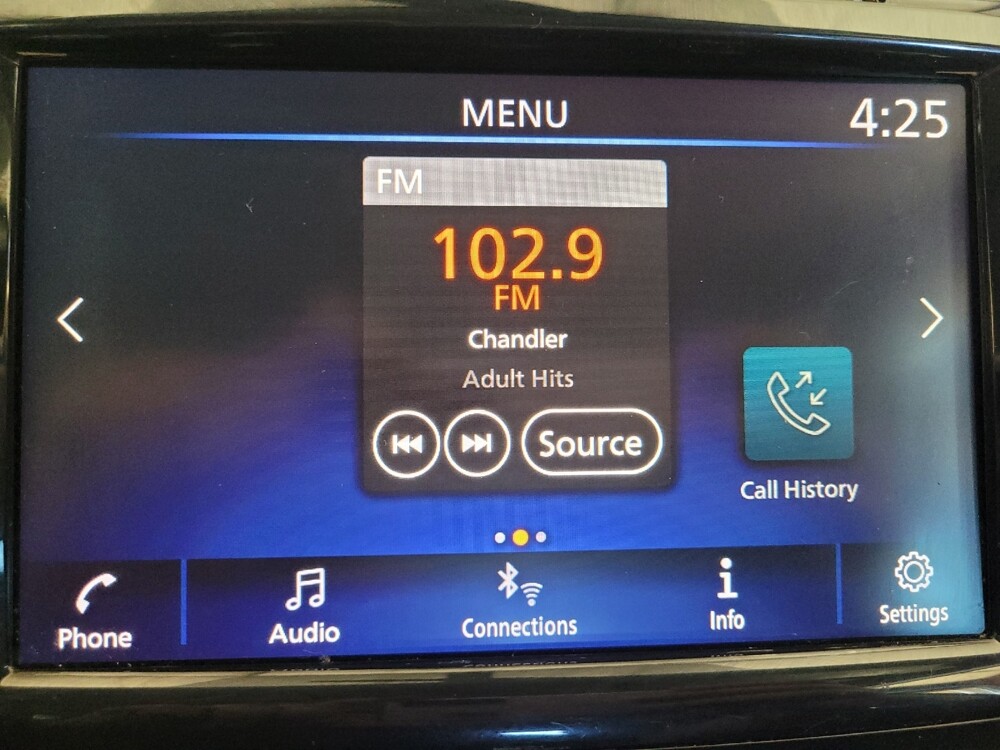 MENU
4:25
FM
102.9
FM
Chandler
Adult Hits
Source
Call History
Phone
Audio
Connections
Info
Settings